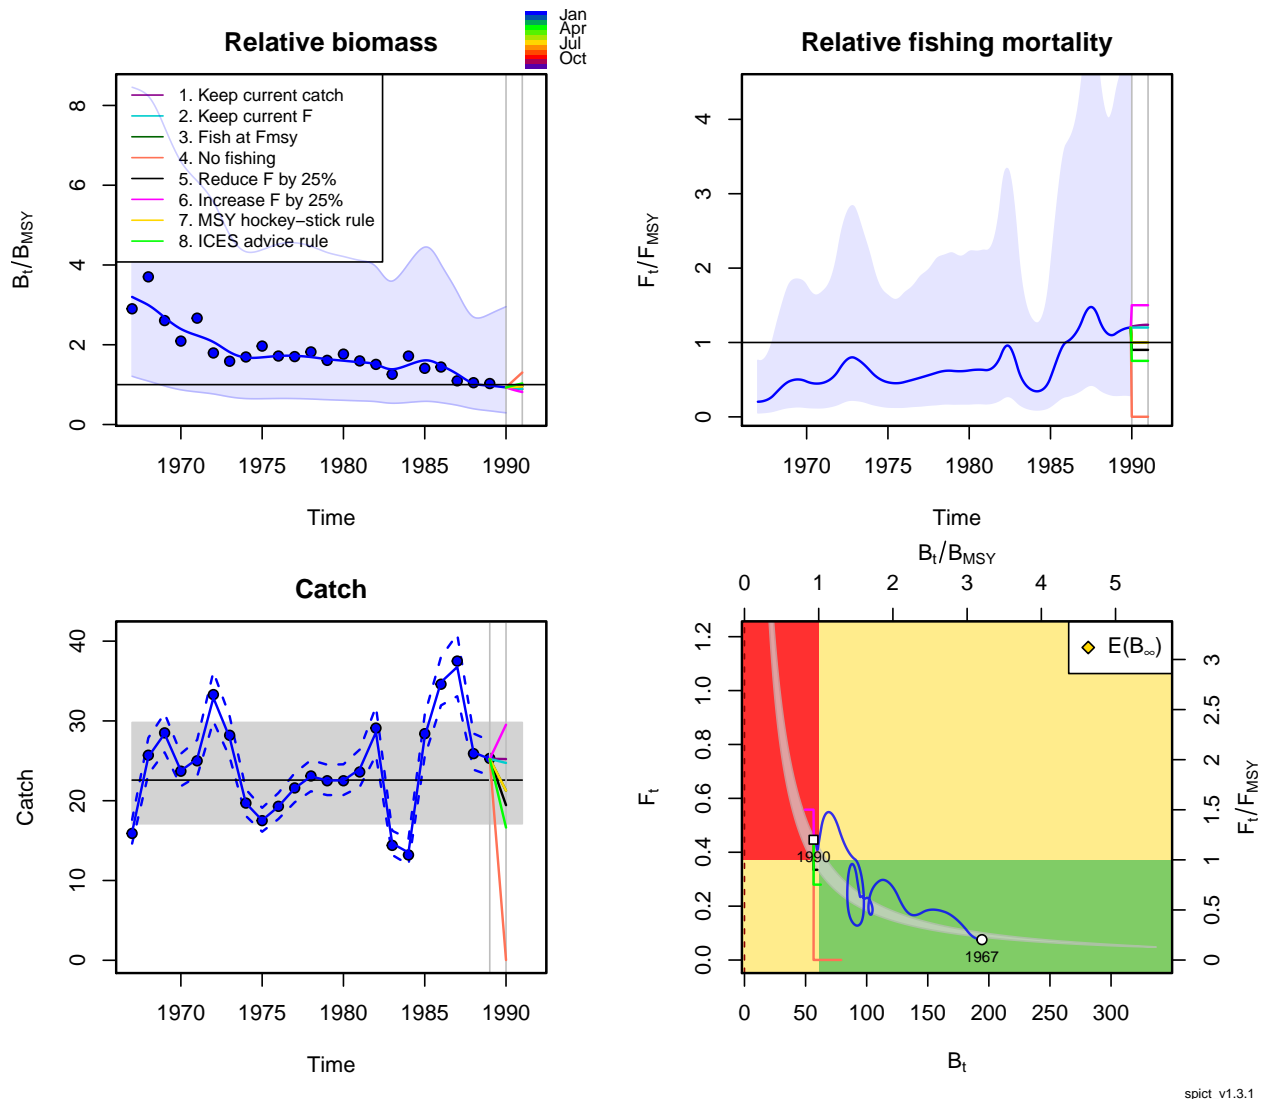 Relative biomass
Jan
Apr
Jul
Oct
8
6
4
2
0
Bt/BMSY
1. Keep current catch
2. Keep current F
3. Fish at Fmsy
4. No fishing
5. Reduce F by 25%
6. Increase F by 25%
7. MSY hockey−stick rule
8. ICES advice rule
1970 1975 1980 1985 1990
Time
Relative fishing mortality
4
3
2
1
0
Ft/FMSY
1970 1975 1980 1985 1990
Time
Catch
40
30
20
10
0
Catch
1970 1975 1980 1985 1990
Time
Bt/BMSY
0 1 2 3 4 5
1.2
1.0
0.8
0.6
0.4
0.2
0.0
Ft
E(B∞)
1990
1967
3
2.5
2
1.5
1
0.5
0
Ft/FMSY
0 50 100 150 200 250 300
Bt
spict_v1.3.1